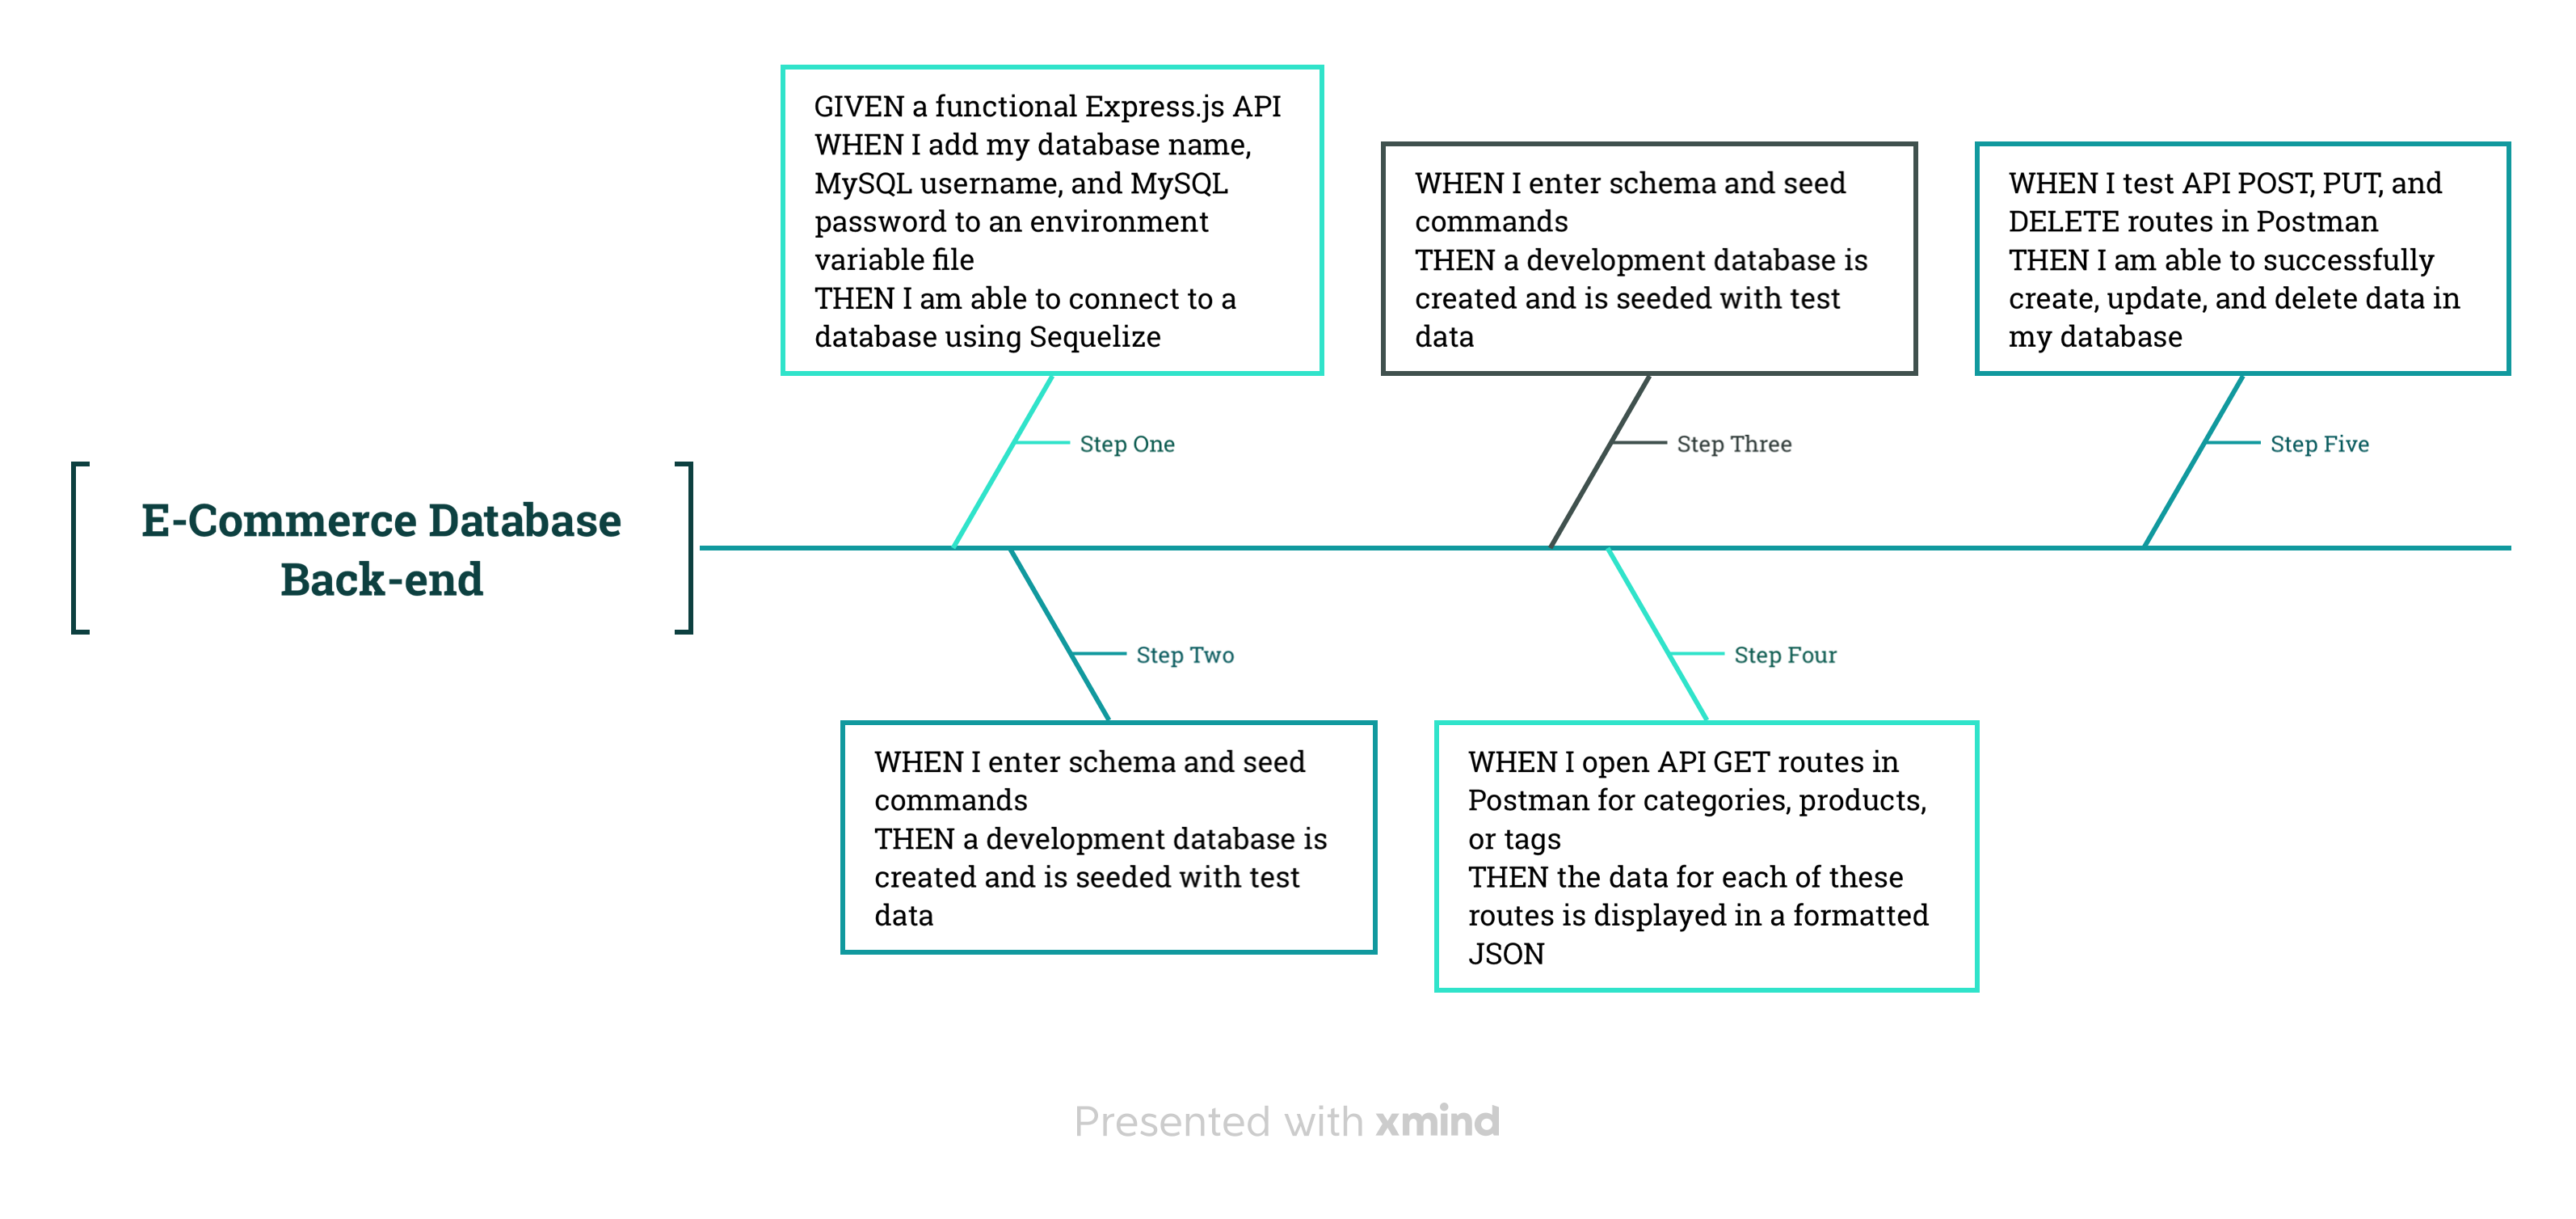 E-Commerce Database
Back-end
GIVEN a functional Express.js API
WHEN I add my database name,
MySQL username, and MySQL
password to an environment
variable file
THEN I am able to connect to a
database using Sequelize
Step One
WHEN I enter schema and seed
commands
THEN a development database is
created and is seeded with test
data
Step Two
WHEN I enter schema and seed
commands
THEN a development database is
created and is seeded with test
data
Step Three
WHEN I open API GET routes in
Postman for categories, products,
or tags
THEN the data for each of these
routes is displayed in a formatted
JSON
Step Four
WHEN I test API POST, PUT, and
DELETE routes in Postman
THEN I am able to successfully
create, update, and delete data in
my database
Step Five
Presented with xmind